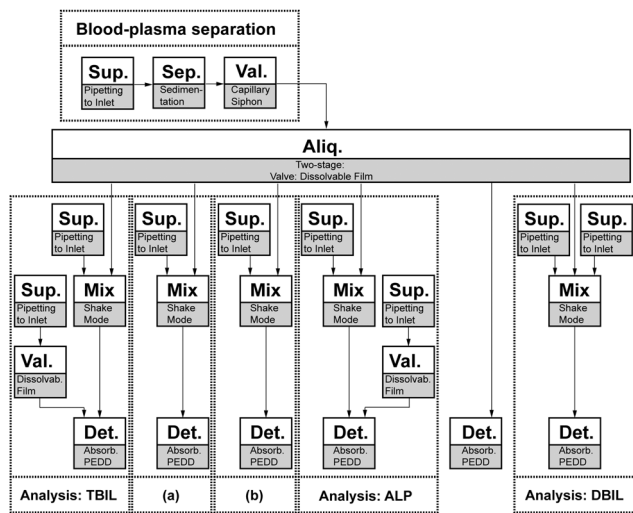 Blood-plasma separation
Sup. Sep. Val.
Pipetting Sedimen- Capillary
to Inlet tation Siphon
Aliq.
Two-stage:
Valve: Dissolvable Film
Sup. Sup. Sup. Sup. Sup. Sup.
Pipetting Pipetting Pipetting Pipetting Pipetting Pipetting
to Inlet to Inlet to Inlet to Inlet to Inlet to Inlet
Sup. Mix Mix Mix Mix Sup. Mix
Pipetting Shake Shake Shake Shake Pipetting Shake
to Inlet Mode Mode Mode Mode to Inlet Mode
Val. Val.
Dissolvab. Dissolvab.
Film Film
Det. Det. Det. Det. Det. Det.
Absorb. Absorb. Absorb. Absorb. Absorb. Absorb.
PEDD PEDD PEDD PEDD PEDD PEDD
Analysis: TBIL (a) (b) Analysis: ALP Analysis: DBIL